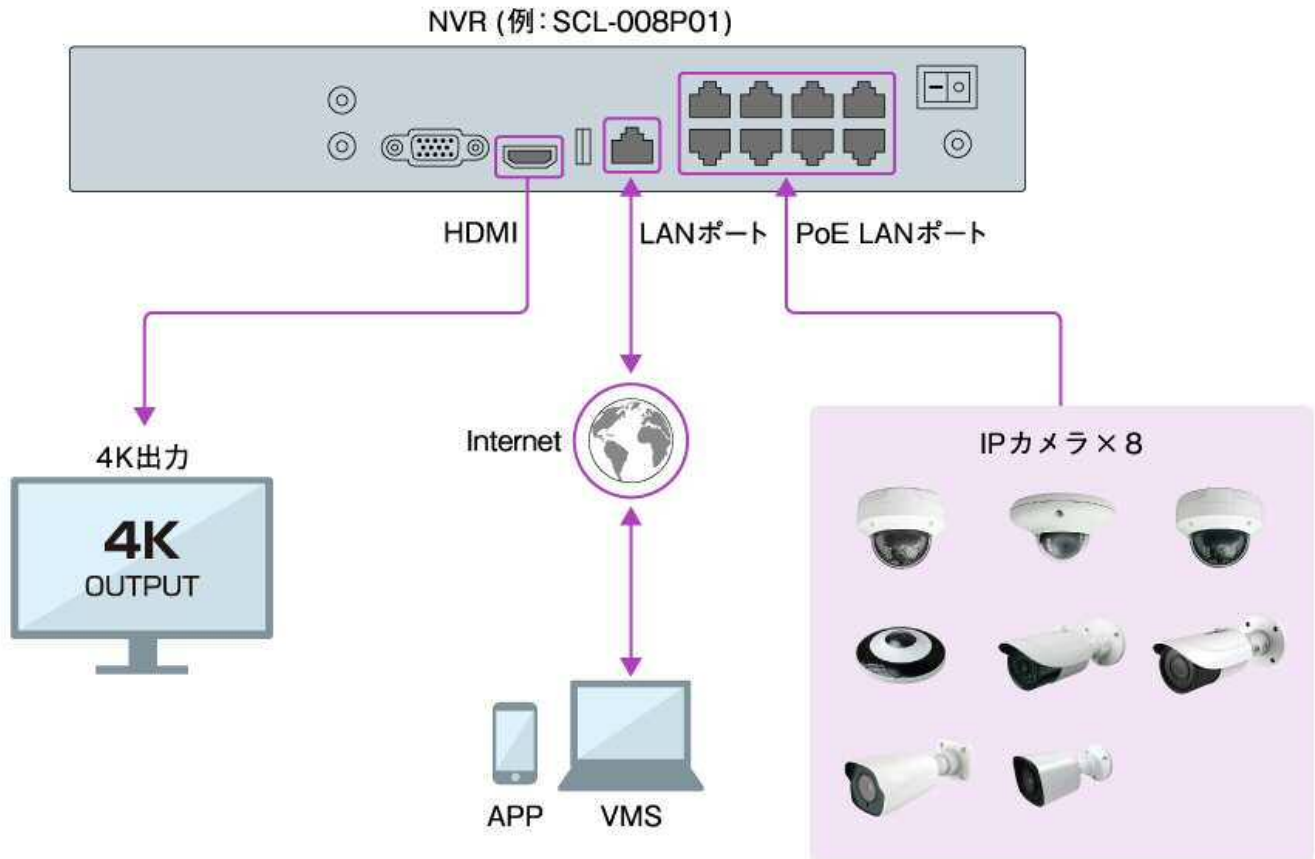 NVR (例：SCL-008P01)
HDMI
LANポート
PoE LANポート
4K出力
4K
OUTPUT
Internet
IPカメラ×8
APP
VMS